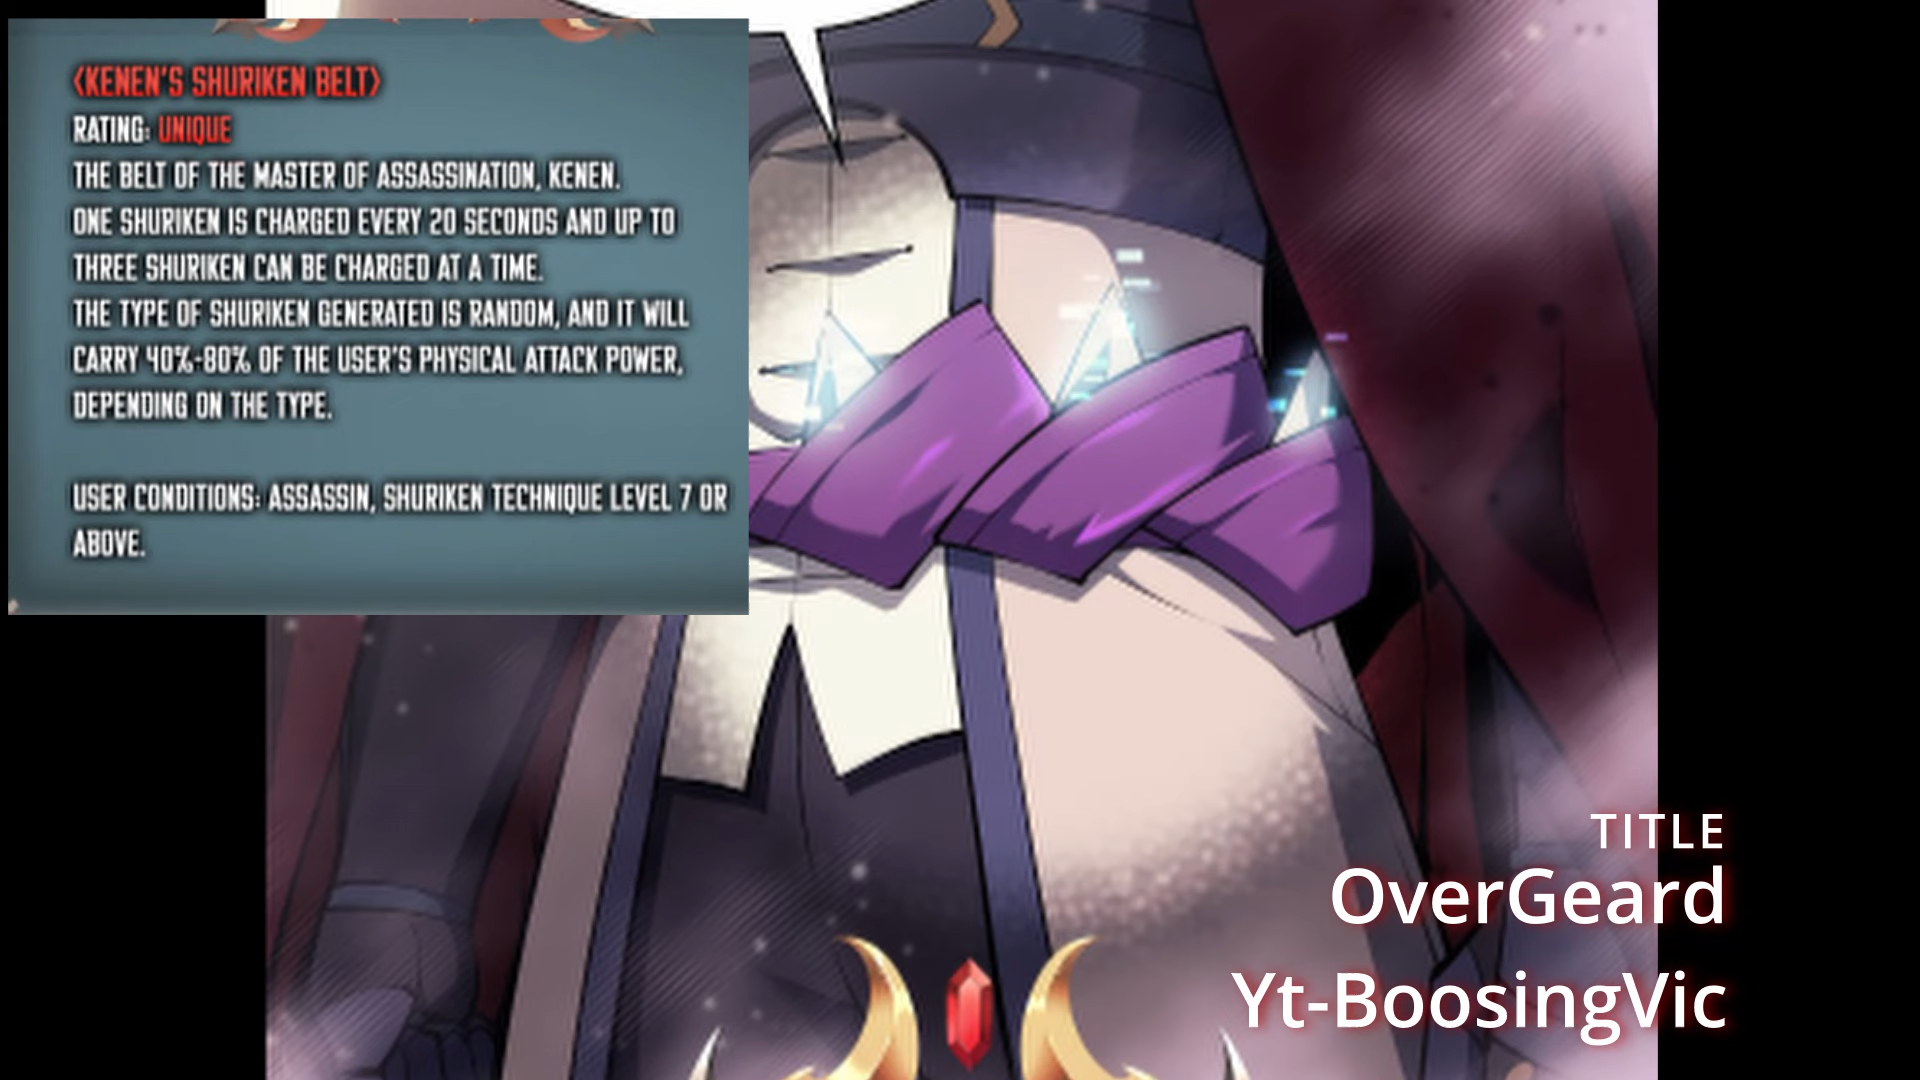 <KENEN'S SHURIKEN BELT>
RATING: UNIQUE
THE BELT OF THE MASTER OF ASSASSINATION, KENEN.
ONE SHURIKEN IS CHARGED EVERY 20 SECONDS AND UP TO
THREE SHURIKEN CAN BE CHARGED AT A TIME.
THE TYPE OF SHURIKEN GENERATED IS RANDOM, AND IT WILL
CARRY 40%-80% OF THE USER'S PHYSICAL ATTACK POWER,
DEPENDING ON THE TYPE.
USER CONDITIONS: ASSASSIN, SHURIKEN TECHNIQUE LEVEL 7 OR
ABOVE.
TITLE
OverGeard
Yt-BoosingVic